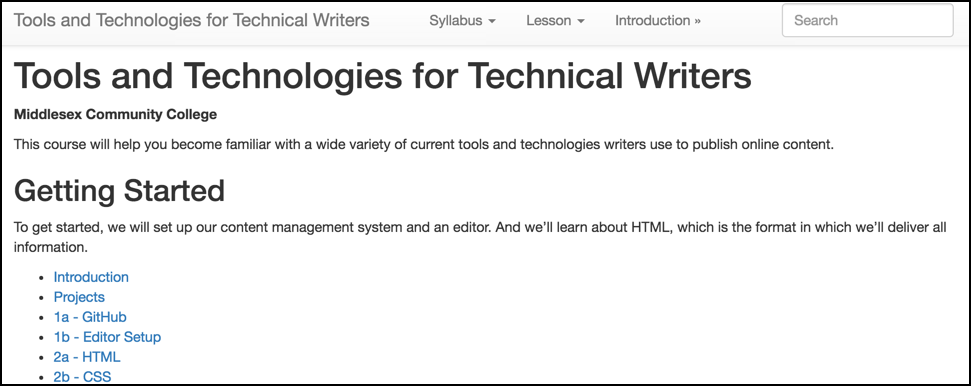 Tools and Technologies for Technical Writers Syllabus Lesson Introduction » Search
Tools and Technologies for Technical Writers
Middlesex Community College
This course will help you become familiar with a wide variety of current tools and technologies writers use to publish online content.
Getting Started
To get started, we will set up our content management system and an editor. And we’ll learn about HTML, which is the format in which we’ll deliver all
information.
• Introduction
• Projects
• 1a - GitHub
• 1b - Editor Setup
• 2a - HTML
• 2b - CSS